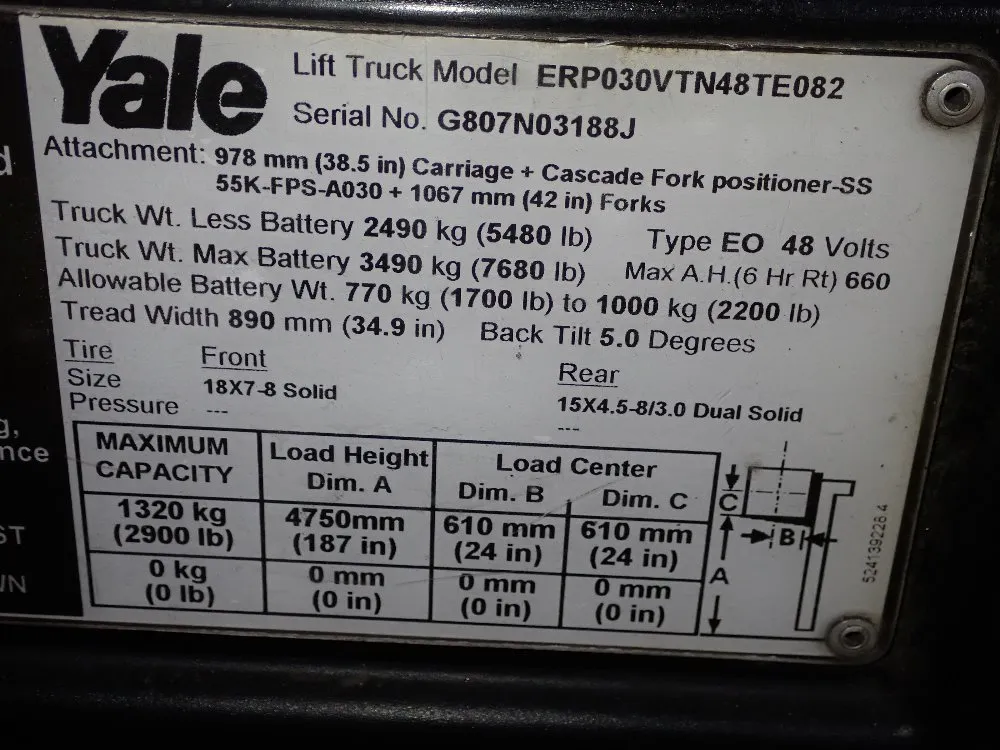 Yale
Lift Truck Model ERP030VTN48TE082
Serial No. G807N03188J
Attachment: 978 mm (38.5 in) Carriage + Cascade Fork positioner-SS
55K-FPS-A030 + 1067 mm (42 in) Forks
Truck Wt. Less Battery 2490 kg (5480 lb) Type EO 48 Volts
Truck Wt. Max Battery 3490 kg (7680 lb) Max A.H.(6 Hr Rt) 660
Allowable Battery Wt. 770 kg (1700 lb) to 1000 kg (2200 lb)
Tread Width 890 mm (34.9 in) Back Tilt 5.0 Degrees
Tire Front Rear
Size 18X7-8 Solid 15X4.5-8/3.0 Dual Solid
Pressure --- ---
MAXIMUM CAPACITY Load Height Dim. A Load Center Dim. B Dim. C
1320 kg 4750mm 610 mm 610 mm
(2900 lb) (187 in) (24 in) (24 in)
0 kg 0 mm 0 mm 0 mm
(0 lb) (0 in) (0 in) (0 in)
C
B
A
524139226 4
d
g,
nce
ST
UN